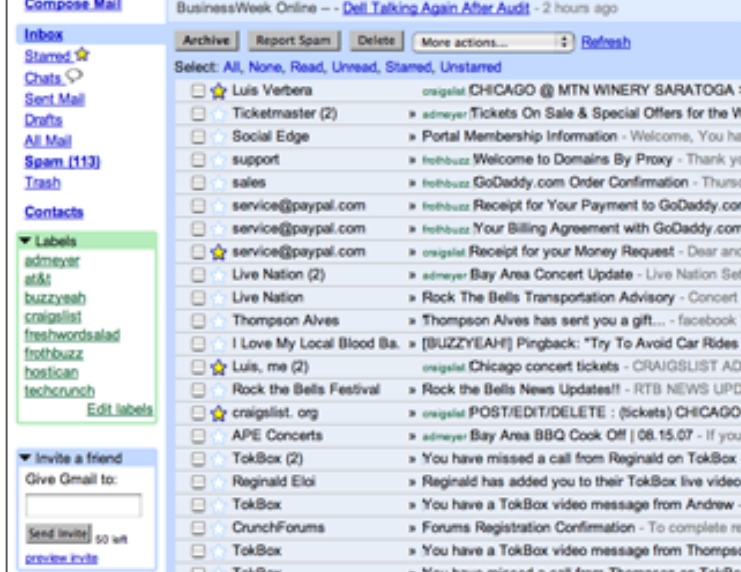 Compose Mail
BusinessWeek Online - - Dell Talking Again After Audit - 2 hours ago
Inbox
Starred
Chats
Sent Mail
Drafts
All Mail
Spam (113)
Trash
Contacts
Labels
admeyer
at&t
buzzyeah
craigslist
freshwordsalad
frothbuzz
hostican
techcrunch
Edit labels
Invite a friend
Give Gmail to:
Send Invite 50 left
preview invite
Archive Report Spam Delete More actions... Refresh
Select: All, None, Read, Unread, Starred, Unstarred
Luis Verbera craigslist CHICAGO @ MTN WINERY SARATOGA
Ticketmaster (2) » admeyer Tickets On Sale & Special Offers for the W
Social Edge » Portal Membership Information - Welcome, You ha
support » frothbuzz Welcome to Domains By Proxy - Thank yo
sales » frothbuzz GoDaddy.com Order Confirmation - Thursd
service@paypal.com » frothbuzz Receipt for Your Payment to GoDaddy.com
service@paypal.com » frothbuzz Your Billing Agreement with GoDaddy.com
service@paypal.com » craigslist Receipt for your Money Request - Dear and
Live Nation (2) » admeyer Bay Area Concert Update - Live Nation Se
Live Nation » Rock The Bells Transportation Advisory - Concert
Thompson Alves » Thompson Alves has sent you a gift... - facebook
I Love My Local Blood Ba. » [BUZZYEAH!] Pingback: "Try To Avoid Car Rides
Luis, me (2) craigslist Chicago concert tickets - CRAIGSLIST AD
Rock the Bells Festival » Rock the Bells News Updates!! - RTB NEWS UPD
craigslist. org » craigslist POST/EDIT/DELETE : (tickets) CHICAGO
APE Concerts » admeyer Bay Area BBQ Cook Off | 08.15.07 - If you
TokBox (2) » You have missed a call from Reginald on TokBox
Reginald Eloi » Reginald has added you to their TokBox live video
TokBox » You have a TokBox video message from Andrew -
CrunchForums » Forums Registration Confirmation - To complete re
TokBox » You have a TokBox video message from Thomps